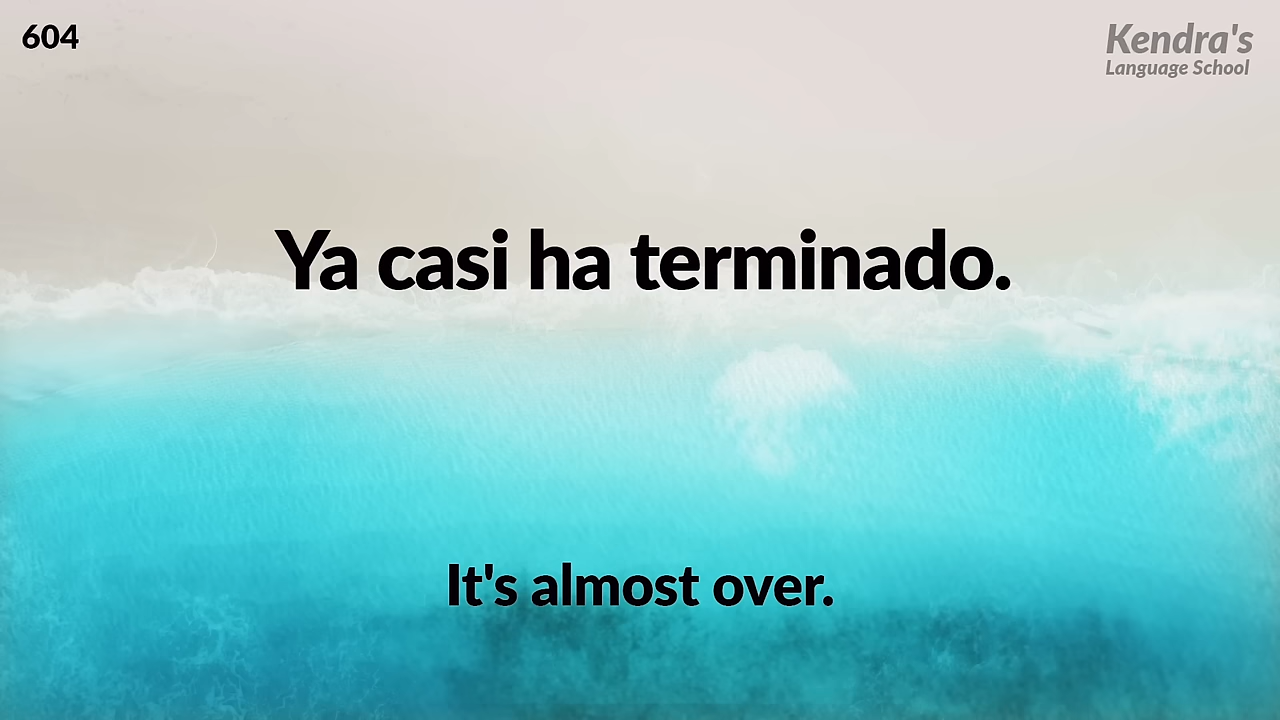 604
Kendra's
Language School
Ya casi ha terminado.
It's almost over.